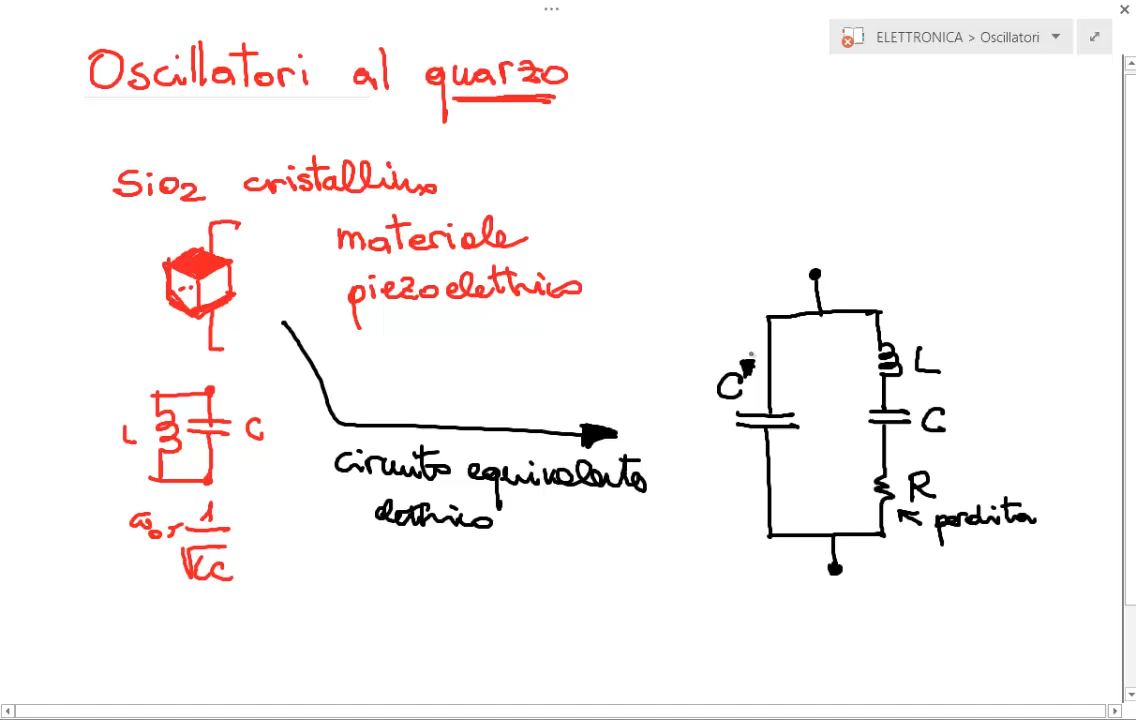 ELETTRONICA > Oscillatori
Oscillatori al quarzo
SiO2 cristallino
materiale
piezoelettrico
L C
ω₀ = 1/√LC
circuito equivalente
elettrico
C*
L
C
R
perdita